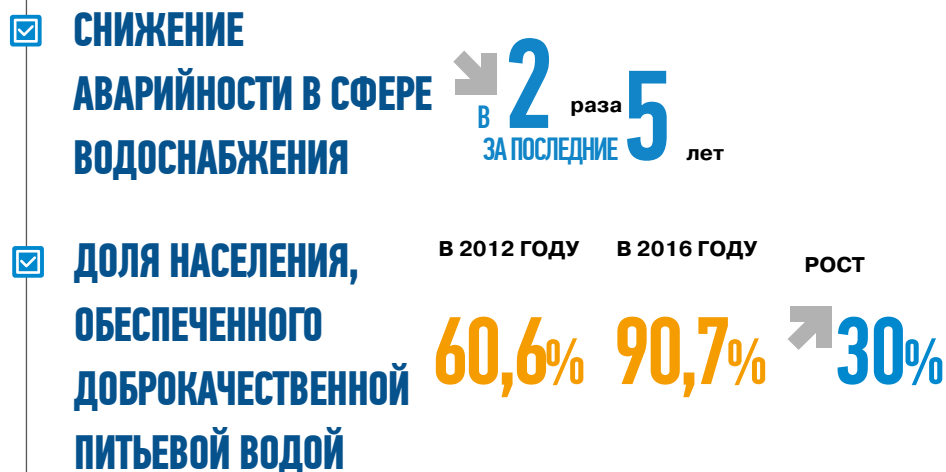 СНИЖЕНИЕ
АВАРИЙНОСТИ В СФЕРЕ
ВОДОСНАБЖЕНИЯ
В 2 раза
ЗА ПОСЛЕДНИЕ 5 лет
ДОЛЯ НАСЕЛЕНИЯ,
ОБЕСПЕЧЕННОГО
ДОБРОКАЧЕСТВЕННОЙ
ПИТЬЕВОЙ ВОДОЙ
В 2012 ГОДУ
60,6%
В 2016 ГОДУ
90,7%
РОСТ
30%